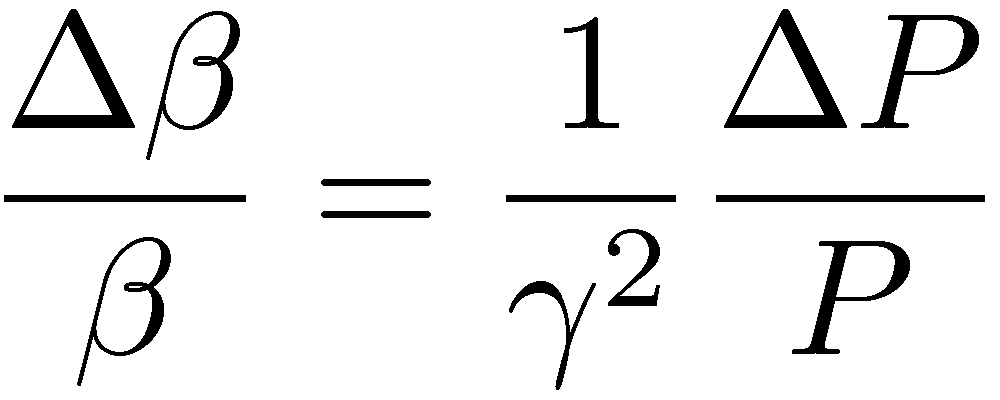 Δβ/β = 1/γ² ΔP/P